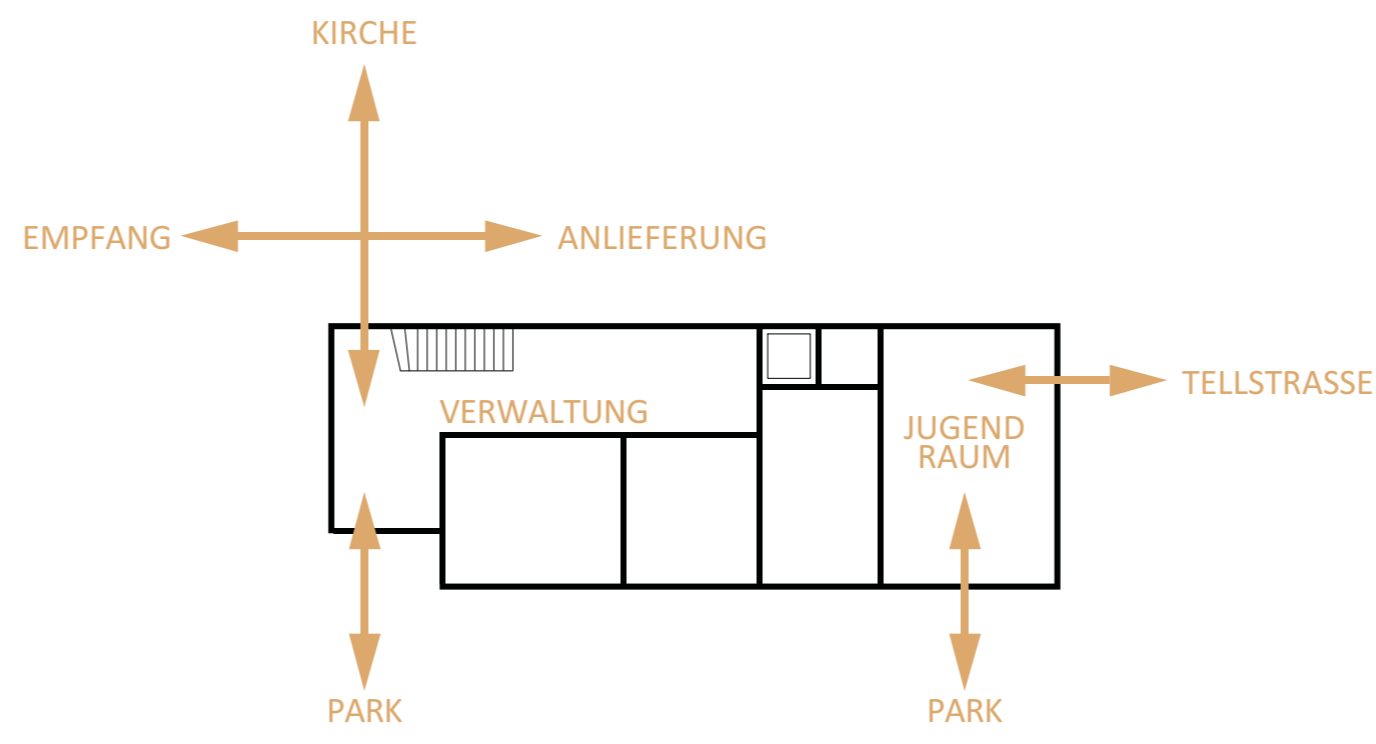 KIRCHE
EMPFANG
ANLIEFERUNG
TELLSTRASSE
VERWALTUNG
JUGEND
RAUM
PARK
PARK